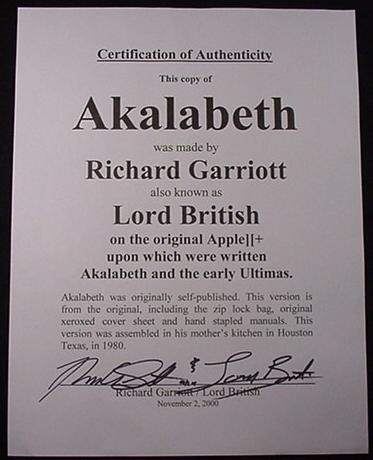 Certification of Authenticity
This copy of
Akalabeth
was made by
Richard Garriott
also known as
Lord British
on the original Apple][+
upon which were written
Akalabeth and the early Ultimas.
Akalabeth was originally self-published. This version is
from the original, including the zip lock bag, original
xeroxed cover sheet and hand stapled manuals. This
version was assembled in his mother's kitchen in Houston
Texas, in 1980.
Richard Garriott / Lord British
November 2, 2000